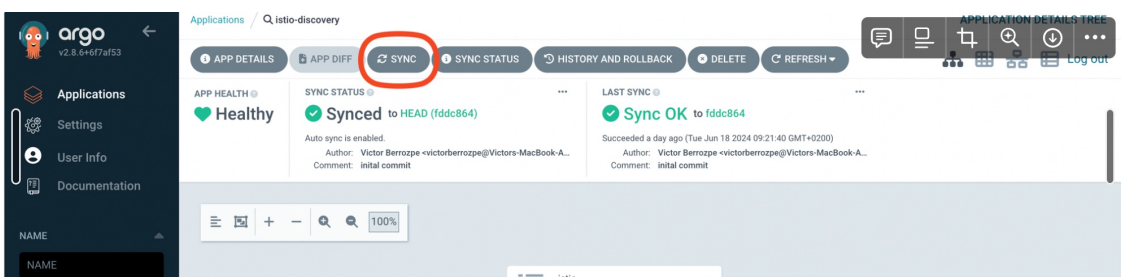 argo
v2.8.6+6f7af53
Applications
Settings
User Info
Documentation
NAME
NAME
Applications / istio-discovery
APPLICATION DETAILS TREE
APP DETAILS
APP DIFF
SYNC
SYNC STATUS
HISTORY AND ROLLBACK
DELETE
REFRESH
Log out
APP HEALTH
Healthy
SYNC STATUS
Synced to HEAD (fddc864)
Auto sync is enabled.
Author: Victor Berrozpe <victorberrozpe@Victors-MacBook-A...
Comment: inital commit
LAST SYNC
Sync OK to fddc864
Succeeded a day ago (Tue Jun 18 2024 09:21:40 GMT+0200)
Author: Victor Berrozpe <victorberrozpe@Victors-MacBook-A...
Comment: inital commit
100%